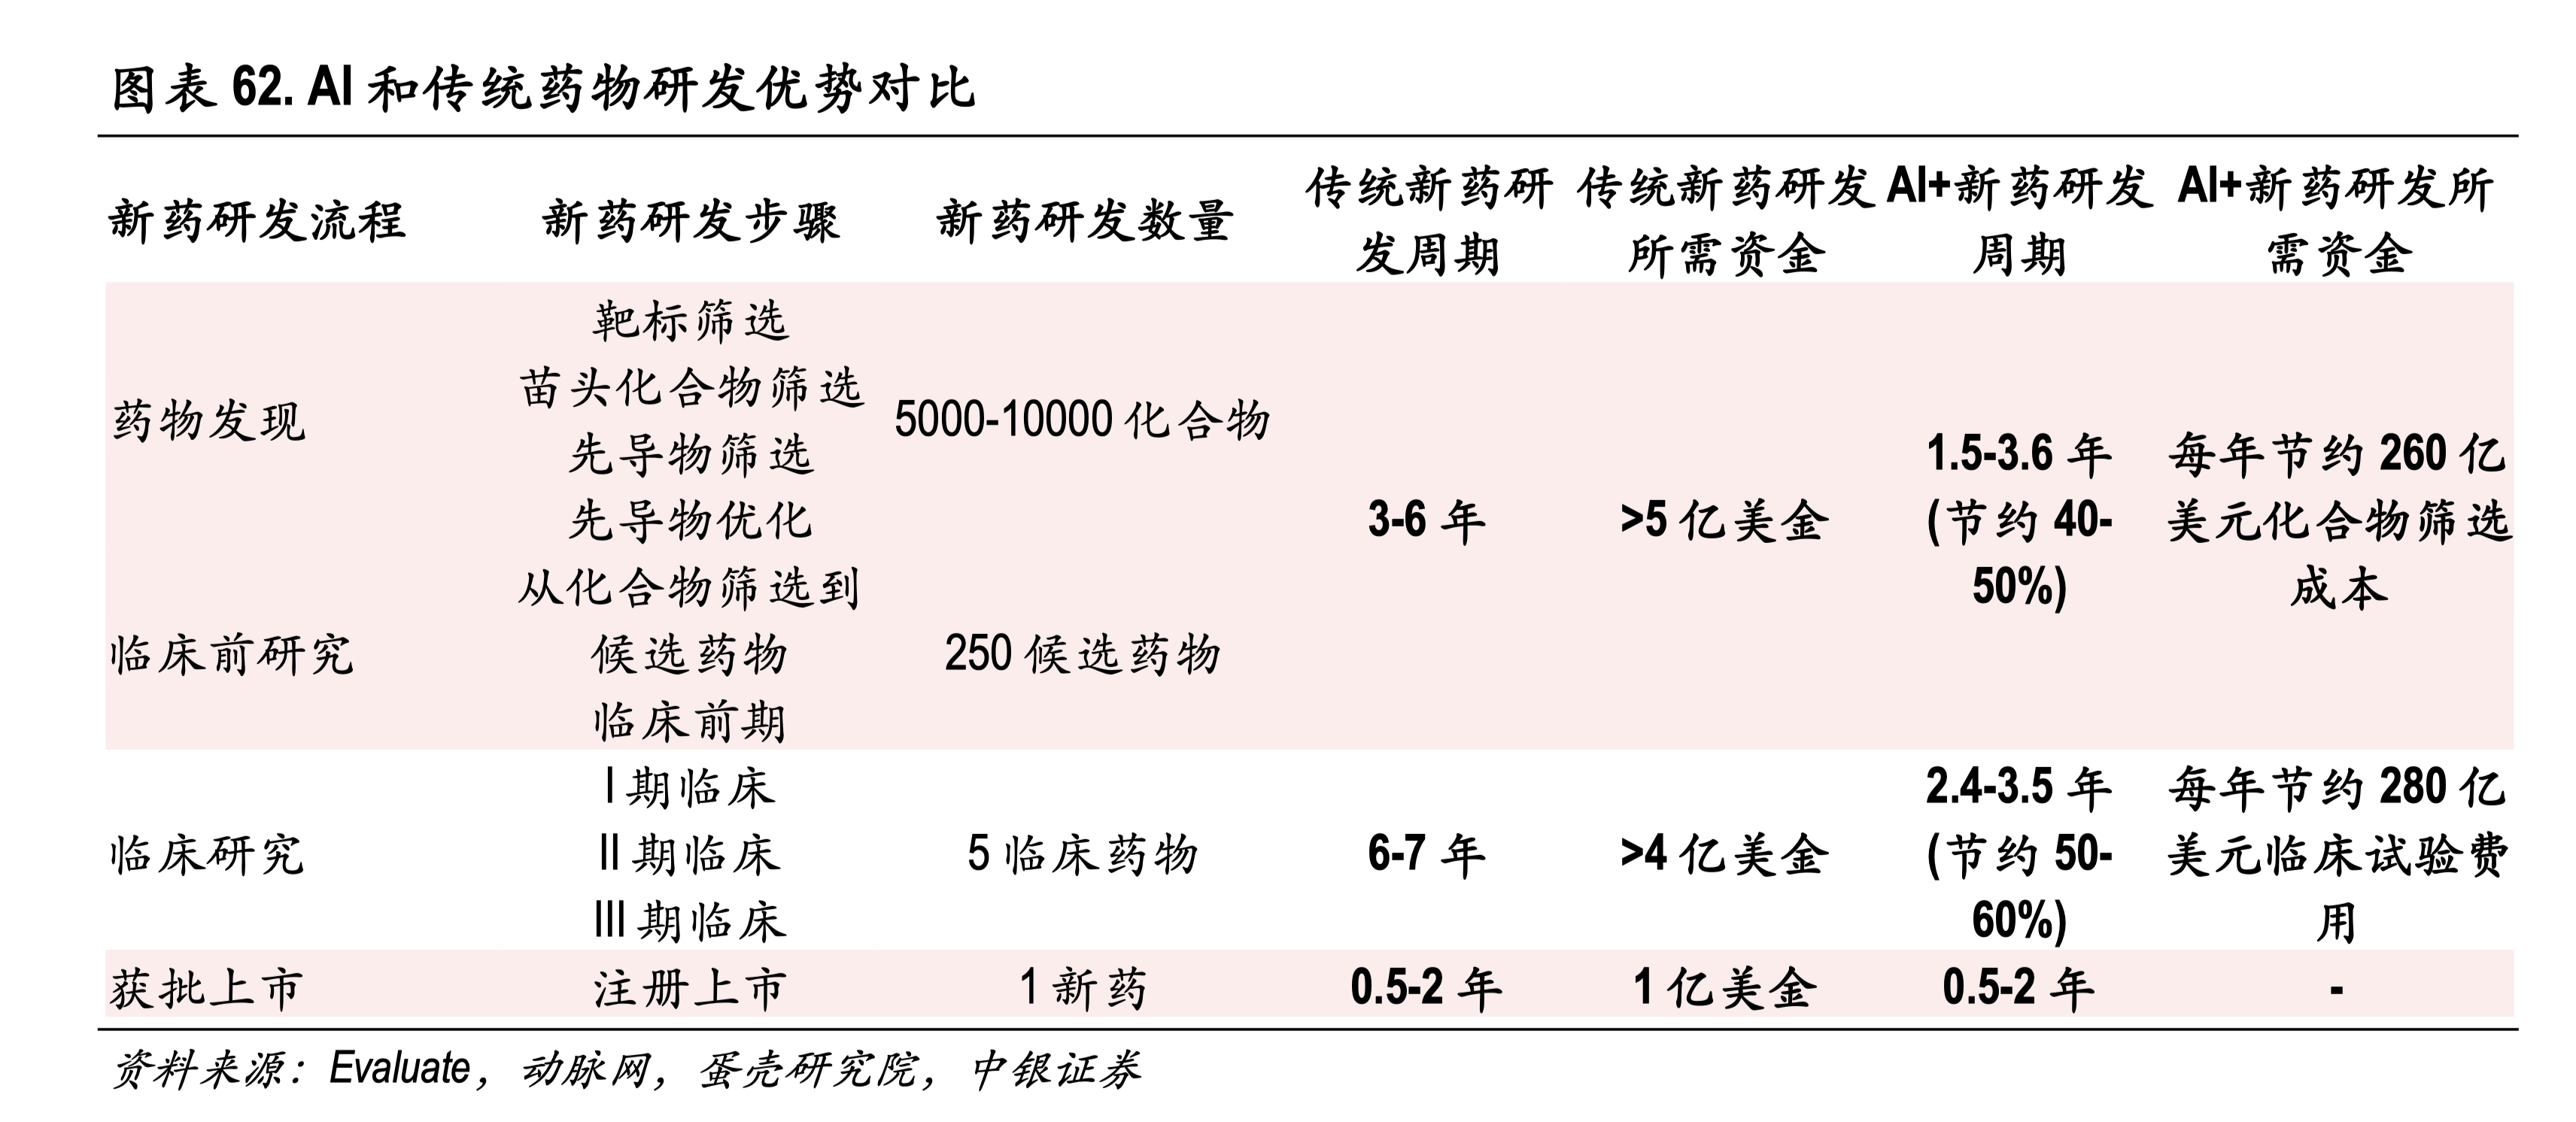 图表 62. AI 和传统药物研发优势对比
新药研发流程 新药研发步骤 新药研发数量 传统新药研 传统新药研发 AI+新药研发 AI+新药研发所
发周期 所需资金 周期 需资金
靶标筛选
苗头化合物筛选
药物发现 5000-10000 化合物
先导物筛选 1.5-3.6 年 每年节约 260 亿
先导物优化 3-6 年 >5 亿美金 (节约 40- 美元化合物筛选
从化合物筛选到 50%) 成本
临床前研究 候选药物 250 候选药物
临床前期
I 期临床 2.4-3.5 年 每年节约 280 亿
临床研究 II 期临床 5 临床药物 6-7 年 >4 亿美金 (节约 50- 美元临床试验费
III 期临床 60%) 用
获批上市 注册上市 1 新药 0.5-2 年 1 亿美金 0.5-2 年 -
资料来源：Evaluate，动脉网，蛋壳研究院，中银证券